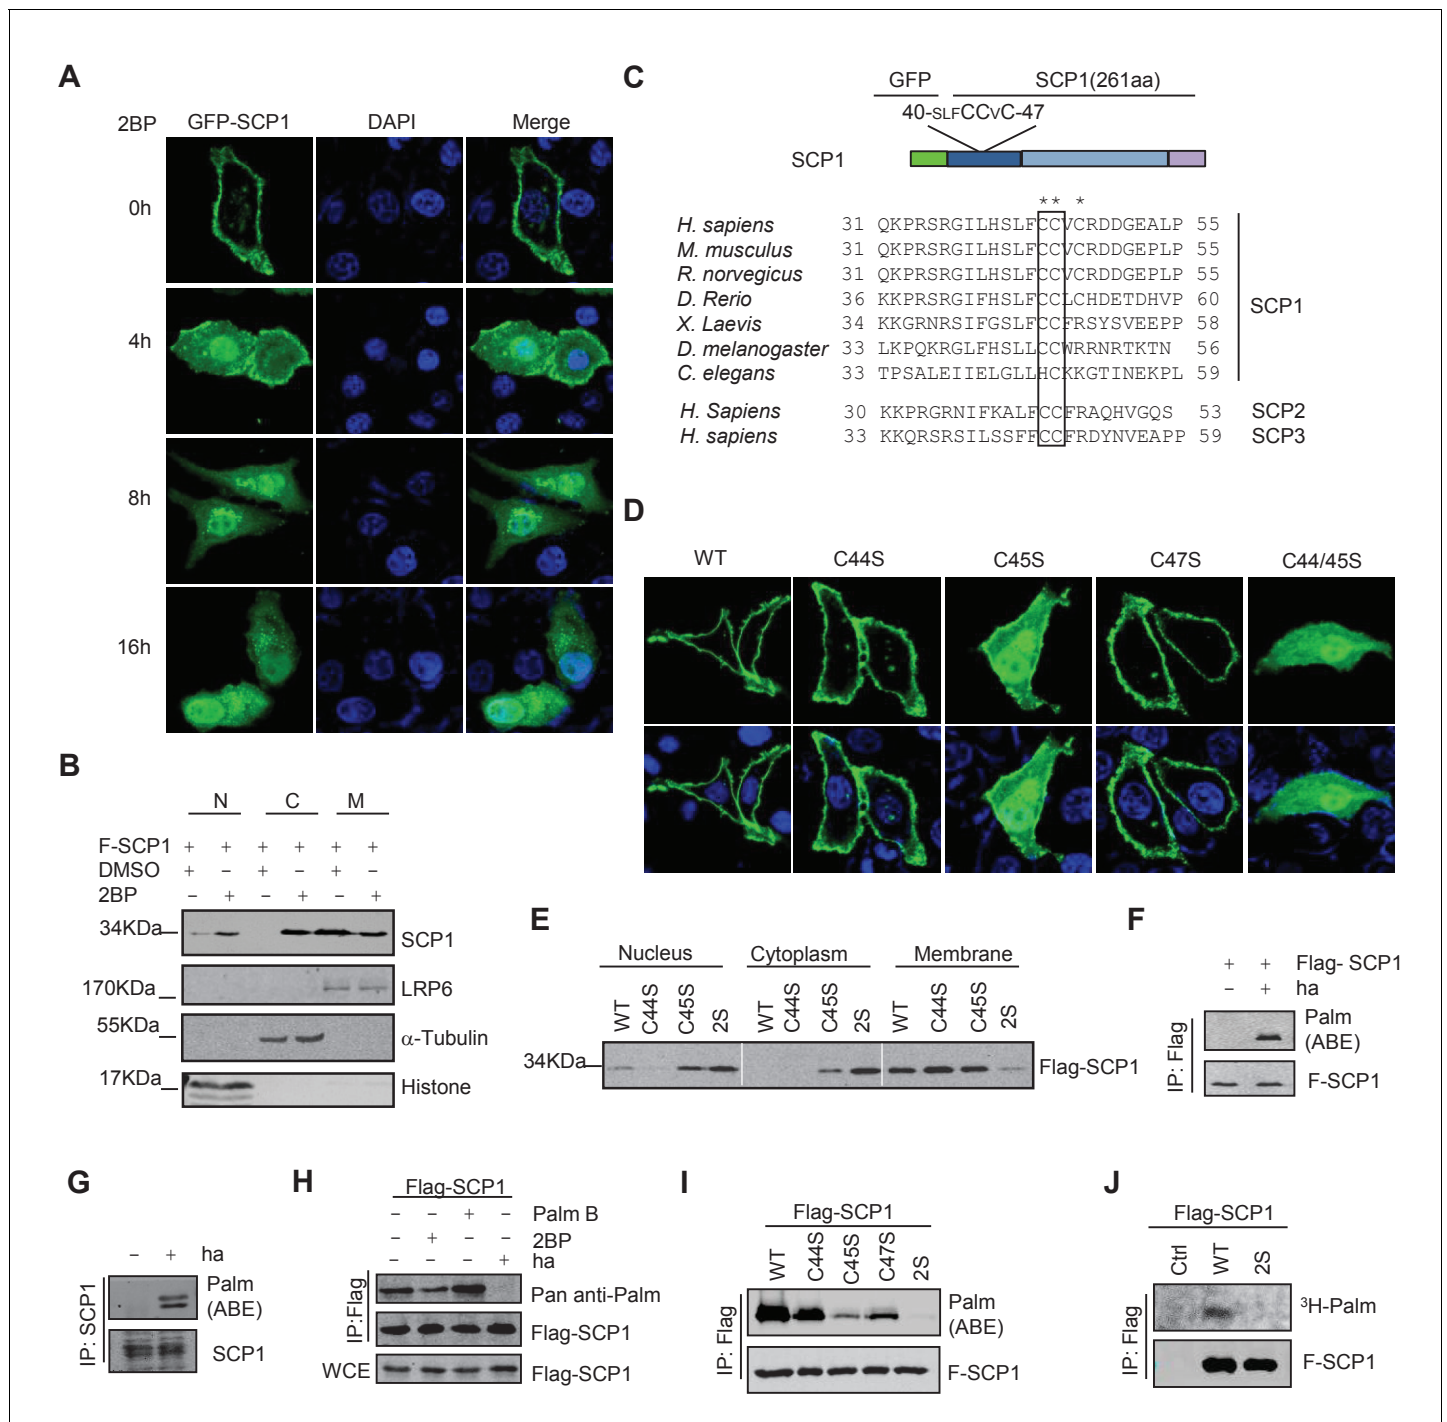 A
2BP GFP-SCP1 DAPI Merge
0h
4h
8h
16h
B
N C M
F-SCP1 + + + + + +
DMSO + − + − + −
2BP − + − + − +
34KDa SCP1
170KDa LRP6
55KDa α-Tubulin
17KDa Histone
C
GFP SCP1(261aa)
40-SLFCCVC-47
SCP1
** *
H. sapiens 31 QKPRSRGILHSLFCCVCRDDGEALP 55
M. musculus 31 QKPRSRGILHSLFCCVCRDDGEPLP 55
R. norvegicus 31 QKPRSRGILHSLFCCVCRDDGEPLP 55
D. Rerio 36 KKPRSRGIFHSLFCCLCHDETDHVP 60
X. Laevis 34 KKGRNRSIFGSLFCCFRSYSVEEPP 58
D. melanogaster 33 LKPQKRGLFHSLLCCWRRNRTKTN 56
C. elegans 33 TPSALEIIELGLLHCKKGTINEKPL 59
SCP1
H. Sapiens 30 KKPRGRNIFKALFCCFRAQHVGQS 53 SCP2
H. sapiens 33 KKQRSRSILSSFFCCFRDYNVEAPP 59 SCP3
D
WT C44S C45S C47S C44/45S
E
Nucleus Cytoplasm Membrane
WT C44S C45S 2S WT C44S C45S 2S WT C44S C45S 2S
34KDa Flag-SCP1
F
+ + Flag- SCP1
− + ha
IP: Flag
Palm
(ABE)
F-SCP1
G
− + ha
IP: SCP1
Palm
(ABE)
SCP1
H
Flag-SCP1
− − + − Palm B
− + − − 2BP
− − − + ha
IP:Flag
Pan anti-Palm
Flag-SCP1
WCE Flag-SCP1
I
Flag-SCP1
WT C44S C45S C47S 2S
IP: Flag
Palm
(ABE)
F-SCP1
J
Flag-SCP1
Ctrl WT 2S
IP: Flag
³H-Palm
F-SCP1